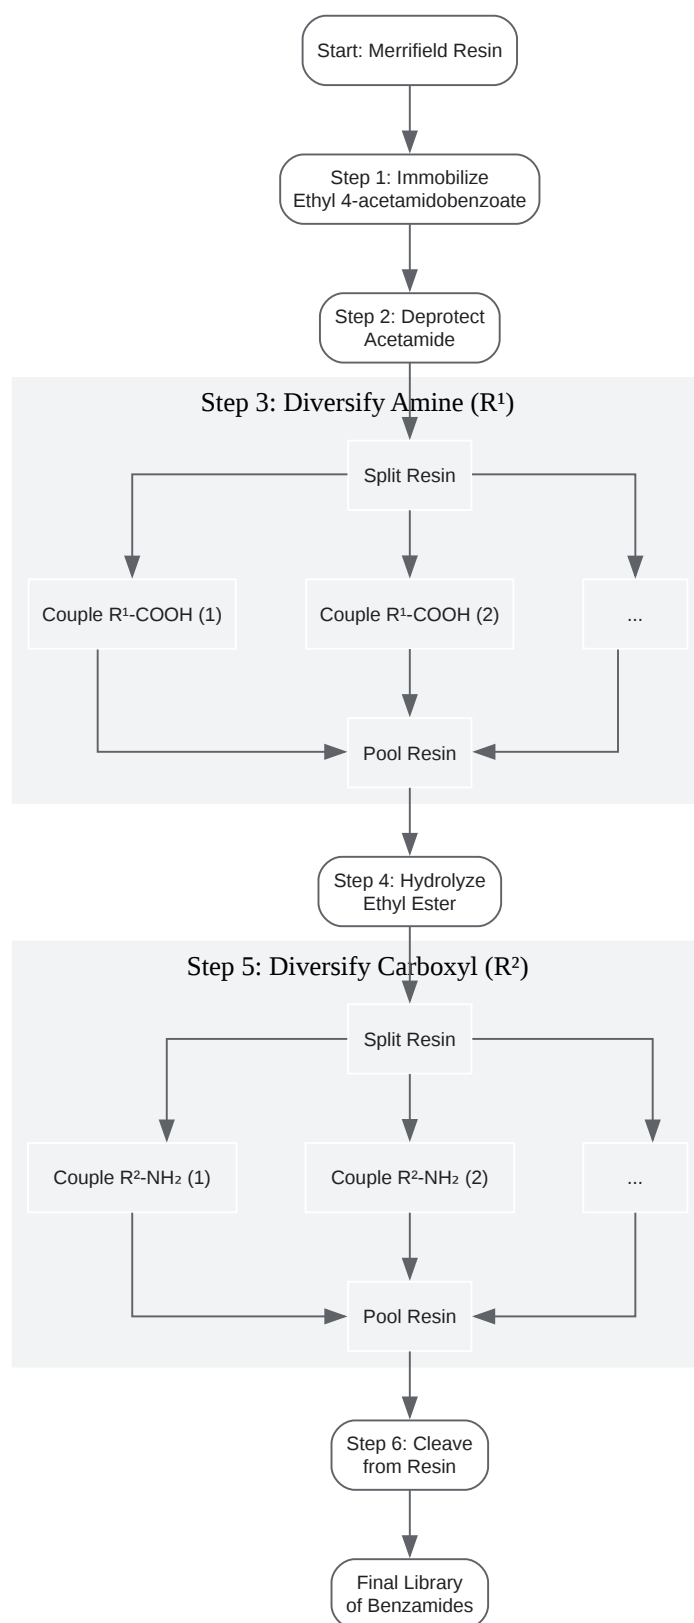 Start: Merrifield Resin
Step 1: Immobilize
Ethyl 4-acetamidobenzoate
Step 2: Deprotect
Acetamide
Step 3: Diversify Amine (R¹)
Split Resin
Couple R¹-COOH (1)
Couple R¹-COOH (2)
...
Pool Resin
Step 4: Hydrolyze
Ethyl Ester
Step 5: Diversify Carboxyl (R²)
Split Resin
Couple R²-NH₂ (1)
Couple R²-NH₂ (2)
...
Pool Resin
Step 6: Cleave
from Resin
Final Library
of Benzamides